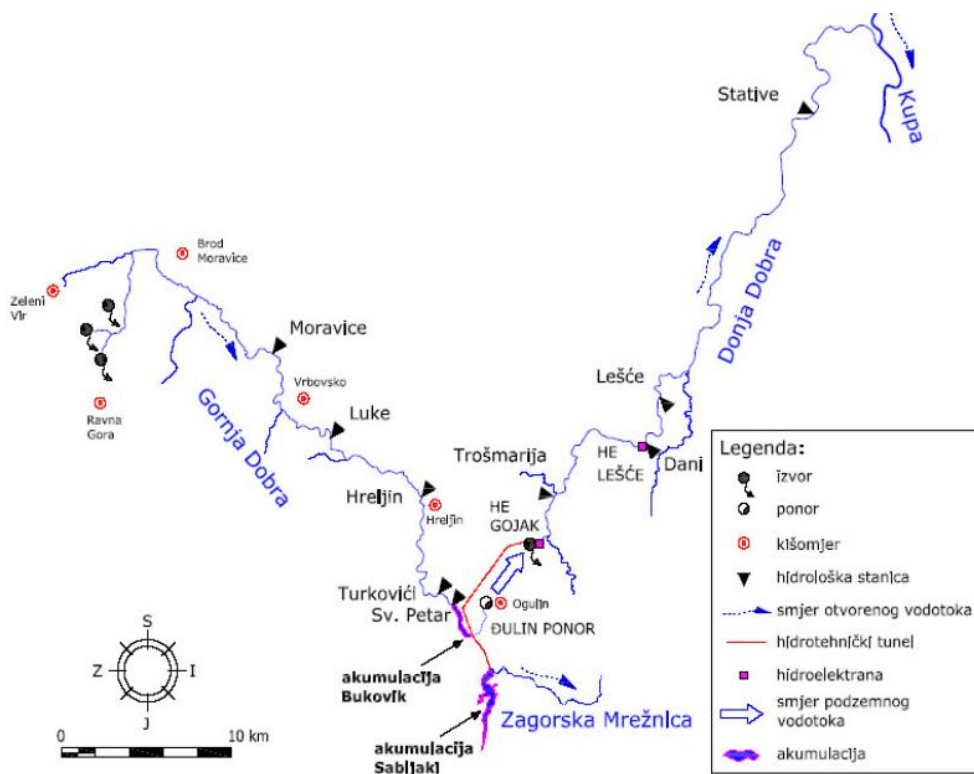 Stative
Kupa
Brod
Moravice
Zeleni
Vir
Moravice
Donja Dobra
Vrbovsko
Lešće
Ravna
Gora
Gornja Dobra
Luke
Trošmarija
HE
LEŠĆE
Dani
Hreljin
Hreljin
HE
GOJAK
Turkovići
Sv. Petar
Ogulin
ĐULIN PONOR
akumulacija
Bukovik
Zagorska Mrežnica
akumulacija
Sabljaki
S
Z
I
J
0
10 km
Legenda:
izvor
ponor
kišomjer
hidrološka stanica
smjer otvorenog vodotoka
hidrotehnički tunel
hidroelektrana
smjer podzemnog
vodotoka
akumulacija